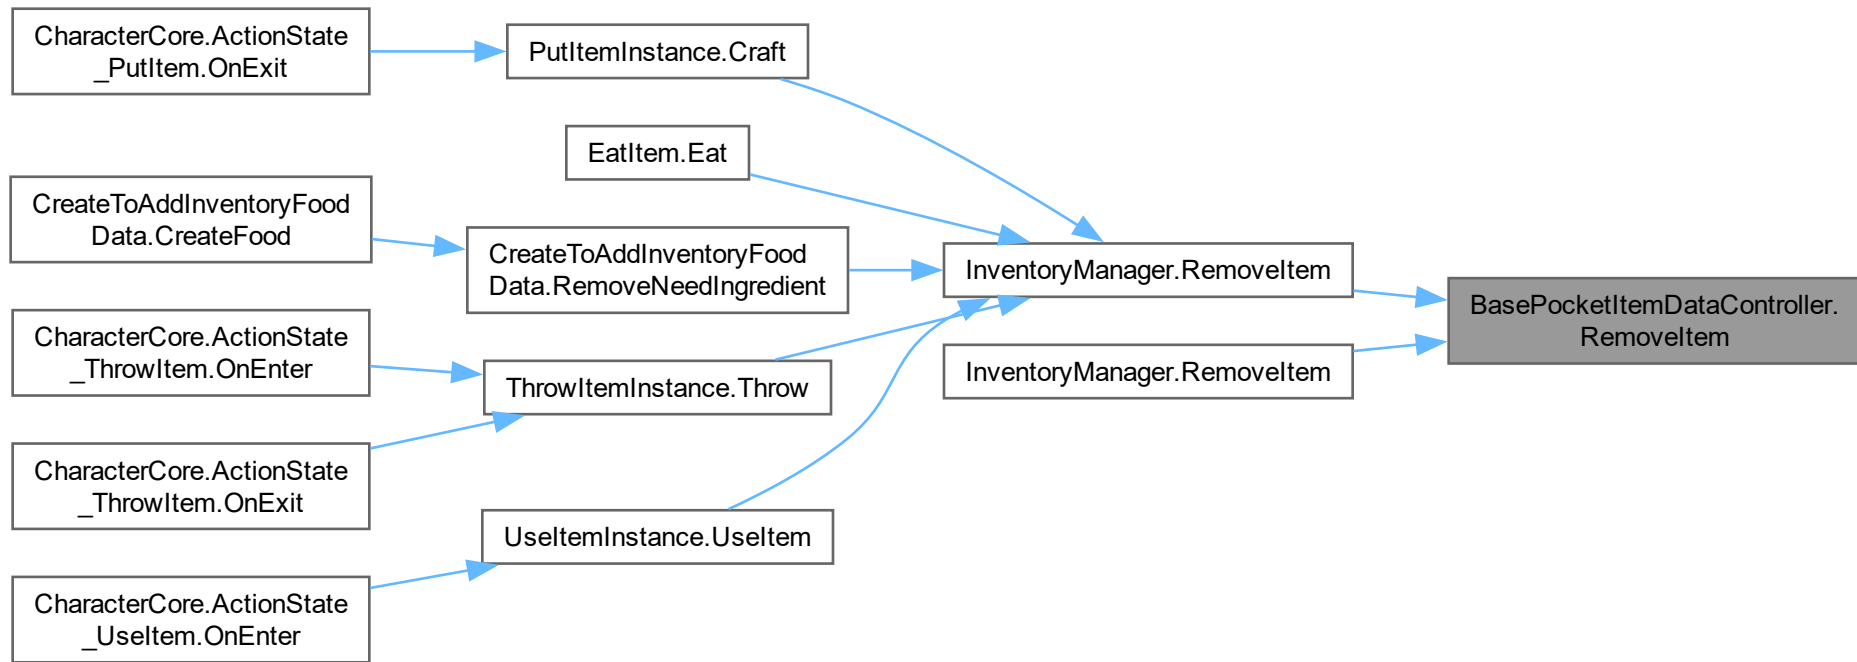 CharacterCore.ActionState
_PutItem.OnExit
PutItemInstance.Craft
EatItem.Eat
CreateToAddInventoryFood
Data.CreateFood
CreateToAddInventoryFood
Data.RemoveNeedIngredient
InventoryManager.RemoveItem
BasePocketItemDataController.
RemoveItem
CharacterCore.ActionState
_ThrowItem.OnEnter
ThrowItemInstance.Throw
InventoryManager.RemoveItem
CharacterCore.ActionState
_ThrowItem.OnExit
UseItemInstance.UseItem
CharacterCore.ActionState
_UseItem.OnEnter